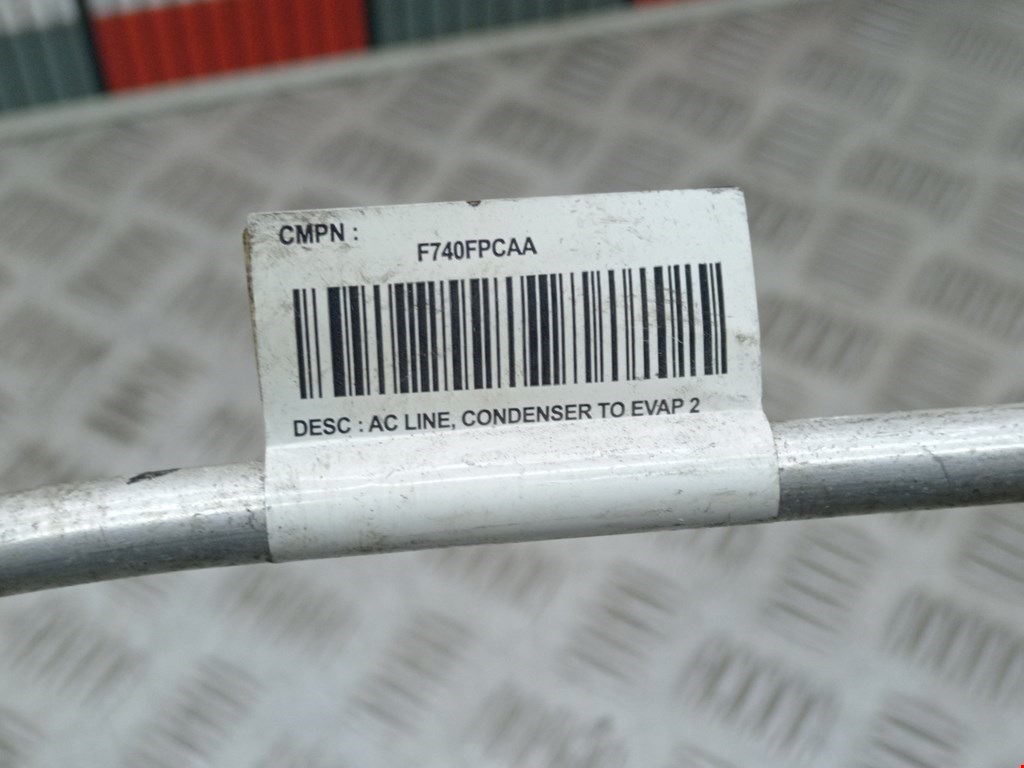 CMPN :
F740FPCAA
DESC : AC LINE, CONDENSER TO EVAP 2